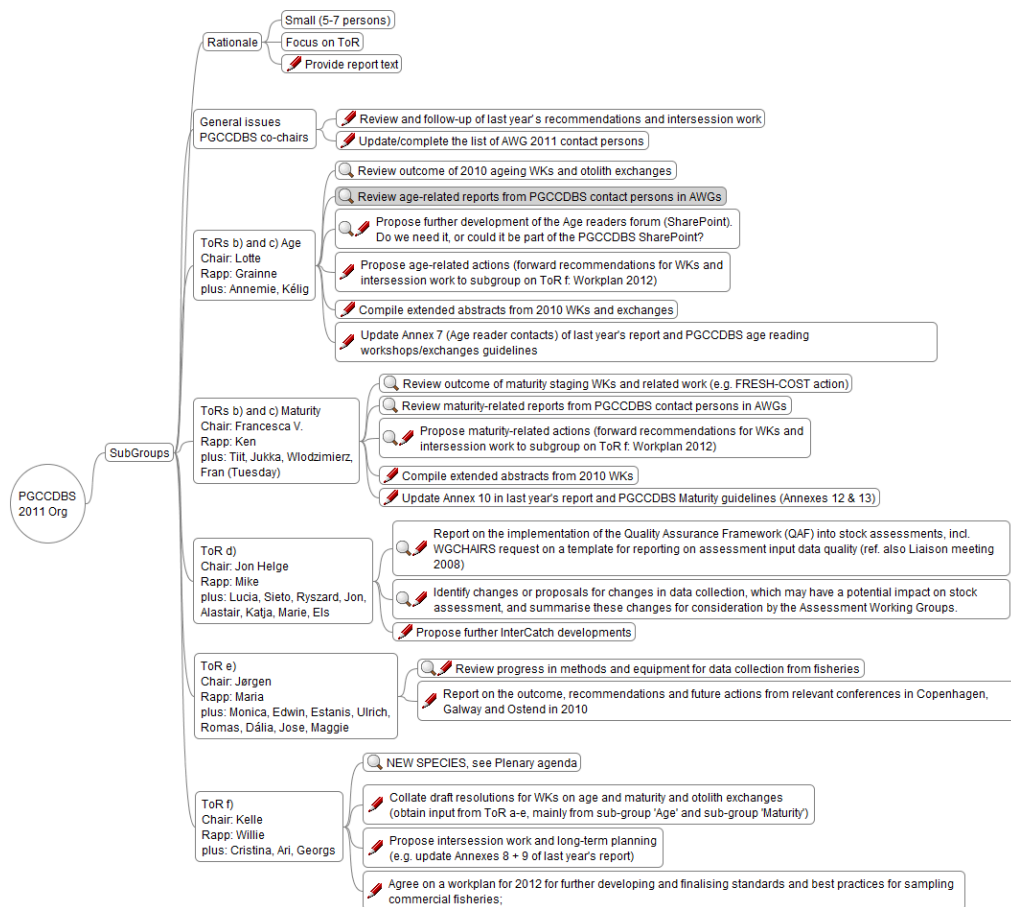 PGCCDBS
2011 Org
SubGroups
Rationale
Small (5-7 persons)
Focus on ToR
Provide report text
General issues
PGCCDBS co-chairs
Review and follow-up of last year's recommendations and intersession work
Update/complete the list of AWG 2011 contact persons
ToRs b) and c) Age
Chair: Lotte
Rapp: Grainne
plus: Annemie, Kélig
Review outcome of 2010 ageing WKs and otolith exchanges
Review age-related reports from PGCCDBS contact persons in AWGs
Propose further development of the Age readers forum (SharePoint).
Do we need it, or could it be part of the PGCCDBS SharePoint?
Propose age-related actions (forward recommendations for WKs and
intersession work to subgroup on ToR f: Workplan 2012)
Compile extended abstracts from 2010 WKs and exchanges
Update Annex 7 (Age reader contacts) of last year's report and PGCCDBS age reading
workshops/exchanges guidelines
ToRs b) and c) Maturity
Chair: Francesca V.
Rapp: Ken
plus: Tiit, Jukka, Wlodzimierz,
Fran (Tuesday)
Review outcome of maturity staging WKs and related work (e.g. FRESH-COST action)
Review maturity-related reports from PGCCDBS contact persons in AWGs
Propose maturity-related actions (forward recommendations for WKs and
intersession work to subgroup on ToR f: Workplan 2012)
Compile extended abstracts from 2010 WKs
Update Annex 10 in last year's report and PGCCDBS Maturity guidelines (Annexes 12 & 13)
ToR d)
Chair: Jon Helge
Rapp: Mike
plus: Lucia, Sieto, Ryszard, Jon,
Alastair, Katja, Marie, Els
Report on the implementation of the Quality Assurance Framework (QAF) into stock assessments, incl.
WGCHAIRS request on a template for reporting on assessment input data quality (ref. also Liaison meeting
2008)
Identify changes or proposals for changes in data collection, which may have a potential impact on stock
assessment, and summarise these changes for consideration by the Assessment Working Groups.
Propose further InterCatch developments
ToR e)
Chair: Jørgen
Rapp: Maria
plus: Monica, Edwin, Estanis, Ulrich,
Romas, Dália, Jose, Maggie
Review progress in methods and equipment for data collection from fisheries
Report on the outcome, recommendations and future actions from relevant conferences in Copenhagen,
Galway and Ostend in 2010
ToR f)
Chair: Kelle
Rapp: Willie
plus: Cristina, Ari, Georgs
NEW SPECIES, see Plenary agenda
Collate draft resolutions for WKs on age and maturity and otolith exchanges
(obtain input from ToR a-e, mainly from sub-group 'Age' and sub-group 'Maturity')
Propose intersession work and long-term planning
(e.g. update Annexes 8 + 9 of last year's report)
Agree on a workplan for 2012 for further developing and finalising standards and best practices for sampling
commercial fisheries;